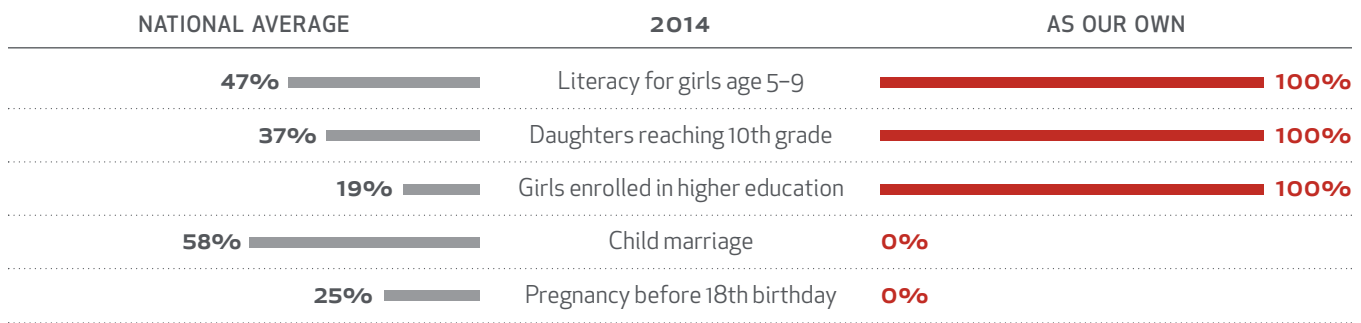 NATIONAL AVERAGE 2014 AS OUR OWN
47% Literacy for girls age 5–9 100%
37% Daughters reaching 10th grade 100%
19% Girls enrolled in higher education 100%
58% Child marriage 0%
25% Pregnancy before 18th birthday 0%